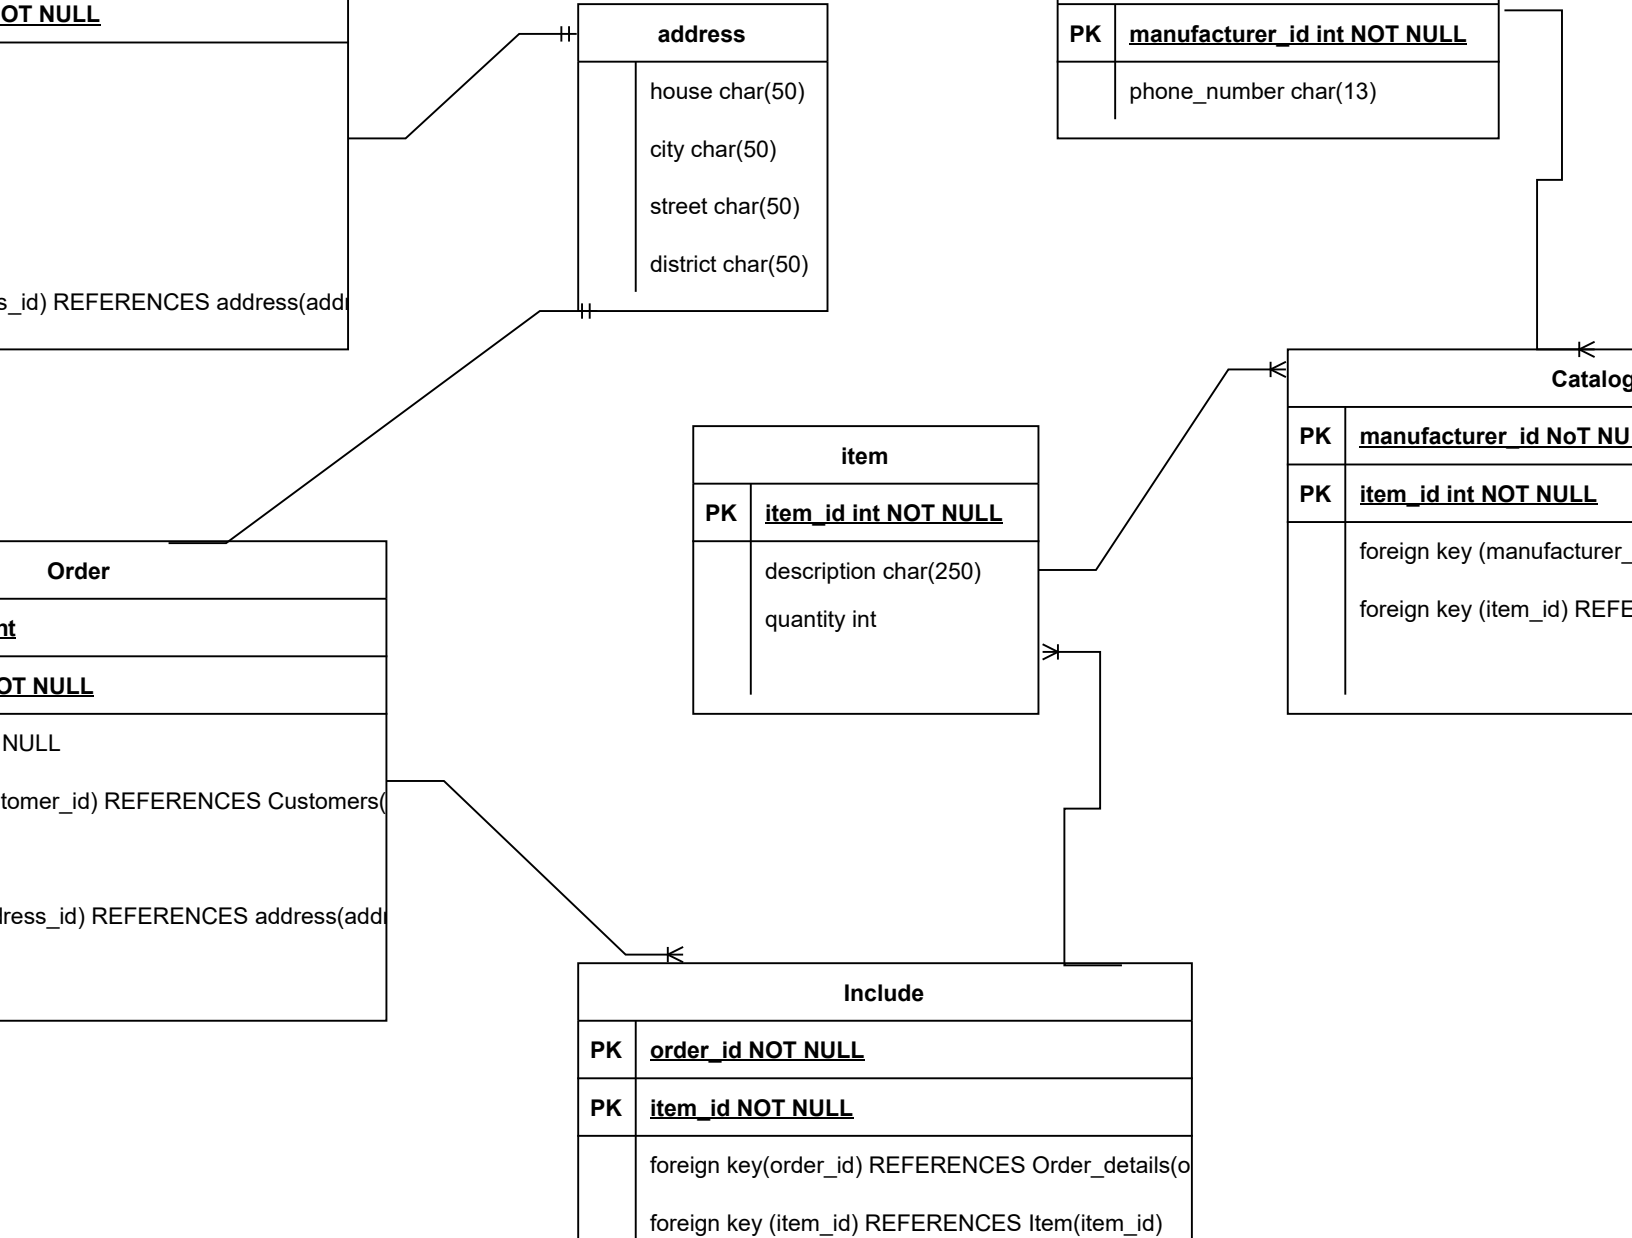 OT NULL
s_id) REFERENCES address(addr
address
house char(50)
city char(50)
street char(50)
district char(50)
PK manufacturer_id int NOT NULL
phone_number char(13)
item
PK item_id int NOT NULL
description char(250)
quantity int
Catalog
PK manufacturer_id NoT NU
PK item_id int NOT NULL
foreign key (manufacturer_
foreign key (item_id) REFE
Order
nt
OT NULL
NULL
tomer_id) REFERENCES Customers(
dress_id) REFERENCES address(addr
Include
PK order_id NOT NULL
PK item_id NOT NULL
foreign key(order_id) REFERENCES Order_details(o
foreign key (item_id) REFERENCES Item(item_id)